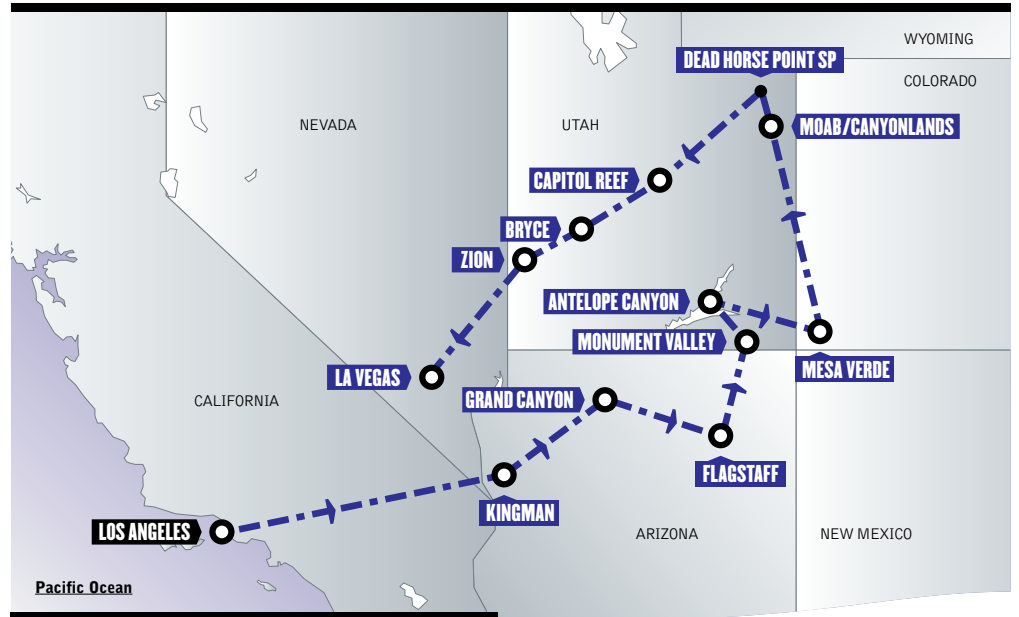 WYOMING
DEAD HORSE POINT SP
COLORADO
NEVADA
UTAH
MOAB/CANYONLANDS
CAPITOL REEF
BRYCE
ZION
ANTELOPE CANYON
MONUMENT VALLEY
MESA VERDE
LA VEGAS
GRAND CANYON
CALIFORNIA
FLAGSTAFF
KINGMAN
LOS ANGELES
ARIZONA
NEW MEXICO
Pacific Ocean